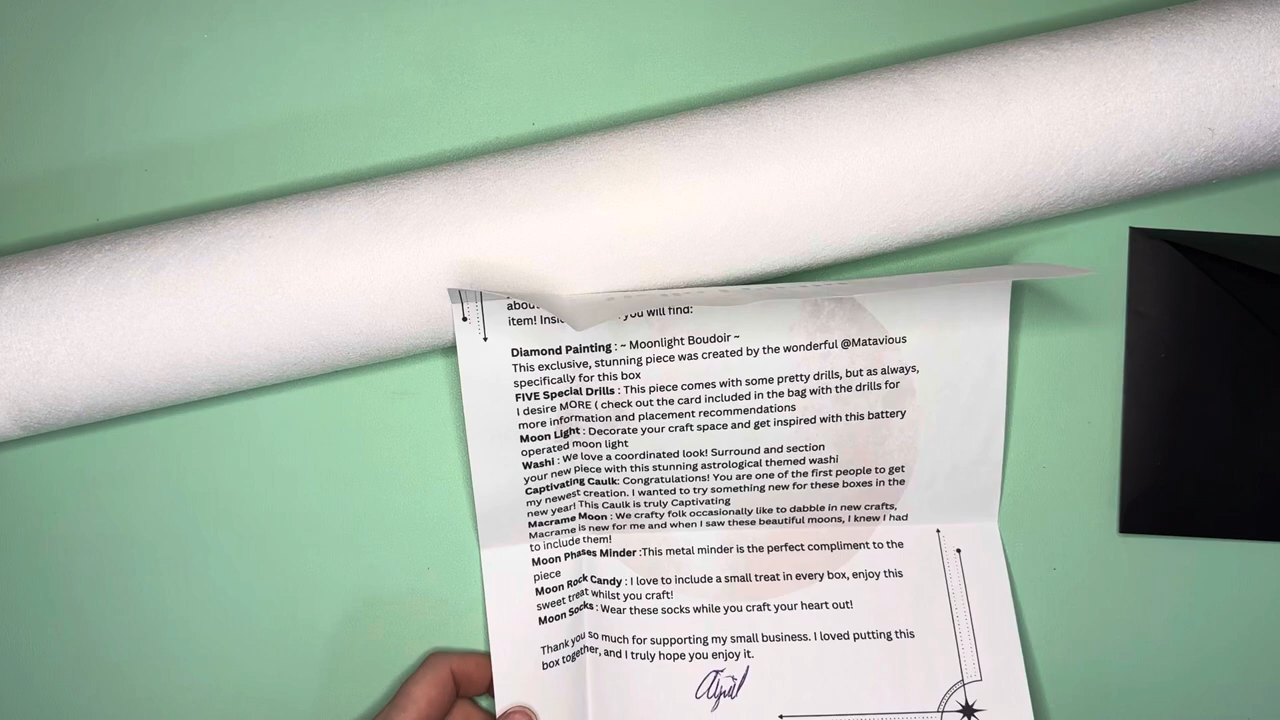 item! you will find:
Diamond Painting : ~ Moonlight Boudoir ~
This exclusive, stunning piece was created by the wonderful @Matavious
specifically for this box
FIVE Special Drills : This piece comes with some pretty drills, but as always,
I desire MORE ( check out the card included in the bag with the drills for
more information and placement recommendations
Moon Light : Decorate your craft space and get inspired with this battery
operated moon light
Washi : We love a coordinated look! Surround and section
your new piece with this stunning astrological themed washi
Captivating Caulk: Congratulations! You are one of the first people to get
my newest creation. I wanted to try something new for these boxes in the
new year! This Caulk is truly Captivating
Macrame Moon : We crafty folk occasionally like to dabble in new crafts,
Macrame is new for me and when I saw these beautiful moons, I knew I had
to include them!
Moon Phases Minder :This metal minder is the perfect compliment to the
piece
Moon Rock Candy : I love to include a small treat in every box, enjoy this
sweet treat whilst you craft!
Moon Socks : Wear these socks while you craft your heart out!
Thank you so much for supporting my small business. I loved putting this
box together, and I truly hope you enjoy it.